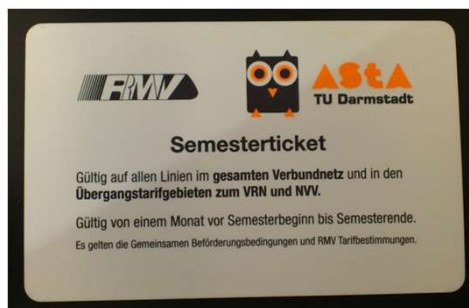 RMV
AStA
TU Darmstadt
Semesterticket
Gültig auf allen Linien im gesamten Verbundnetz und in den
Übergangstarifgebieten zum VRN und NVV.
Gültig von einem Monat vor Semesterbeginn bis Semesterende.
Es gelten die Gemeinsamen Beförderungsbedingungen und RMV Tarifbestimmungen.